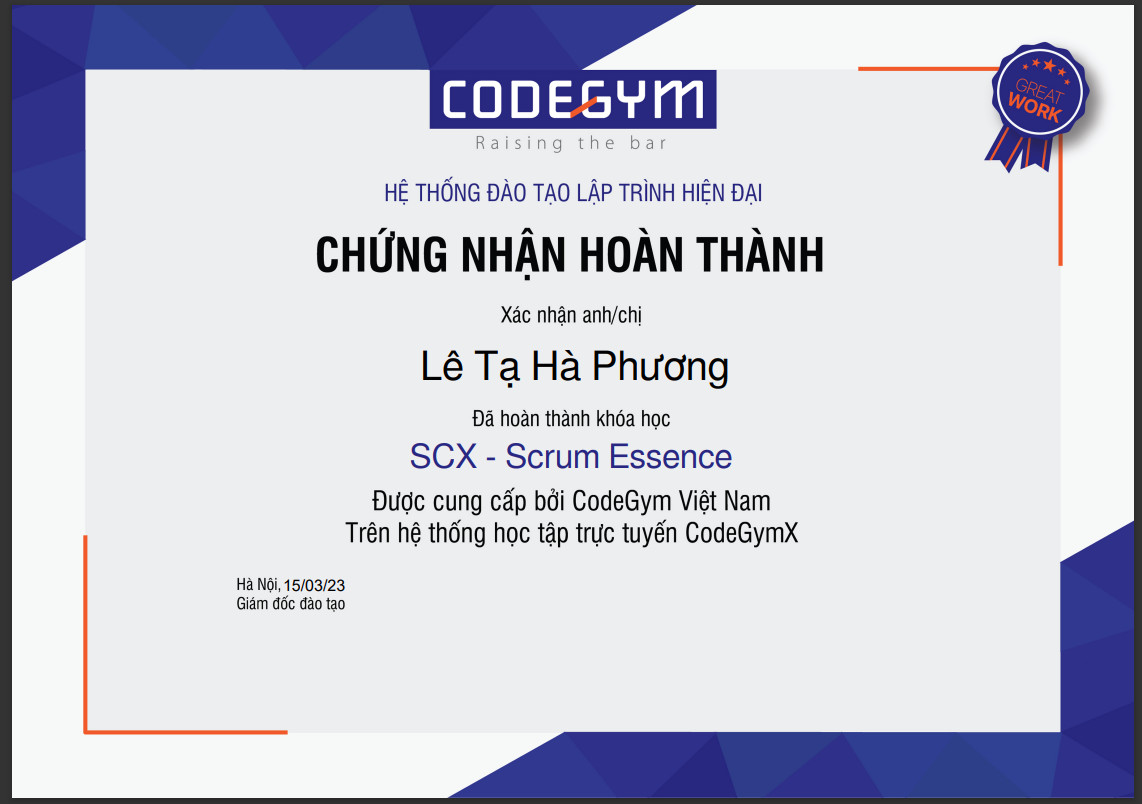 CODEGYM
Raising the bar
GREAT
WORK
HỆ THỐNG ĐÀO TẠO LẬP TRÌNH HIỆN ĐẠI
CHỨNG NHẬN HOÀN THÀNH
Xác nhận anh/chị
Lê Tạ Hà Phương
Đã hoàn thành khóa học
SCX - Scrum Essence
Được cung cấp bởi CodeGym Việt Nam
Trên hệ thống học tập trực tuyến CodeGymX
Hà Nội, 15/03/23
Giám đốc đào tạo